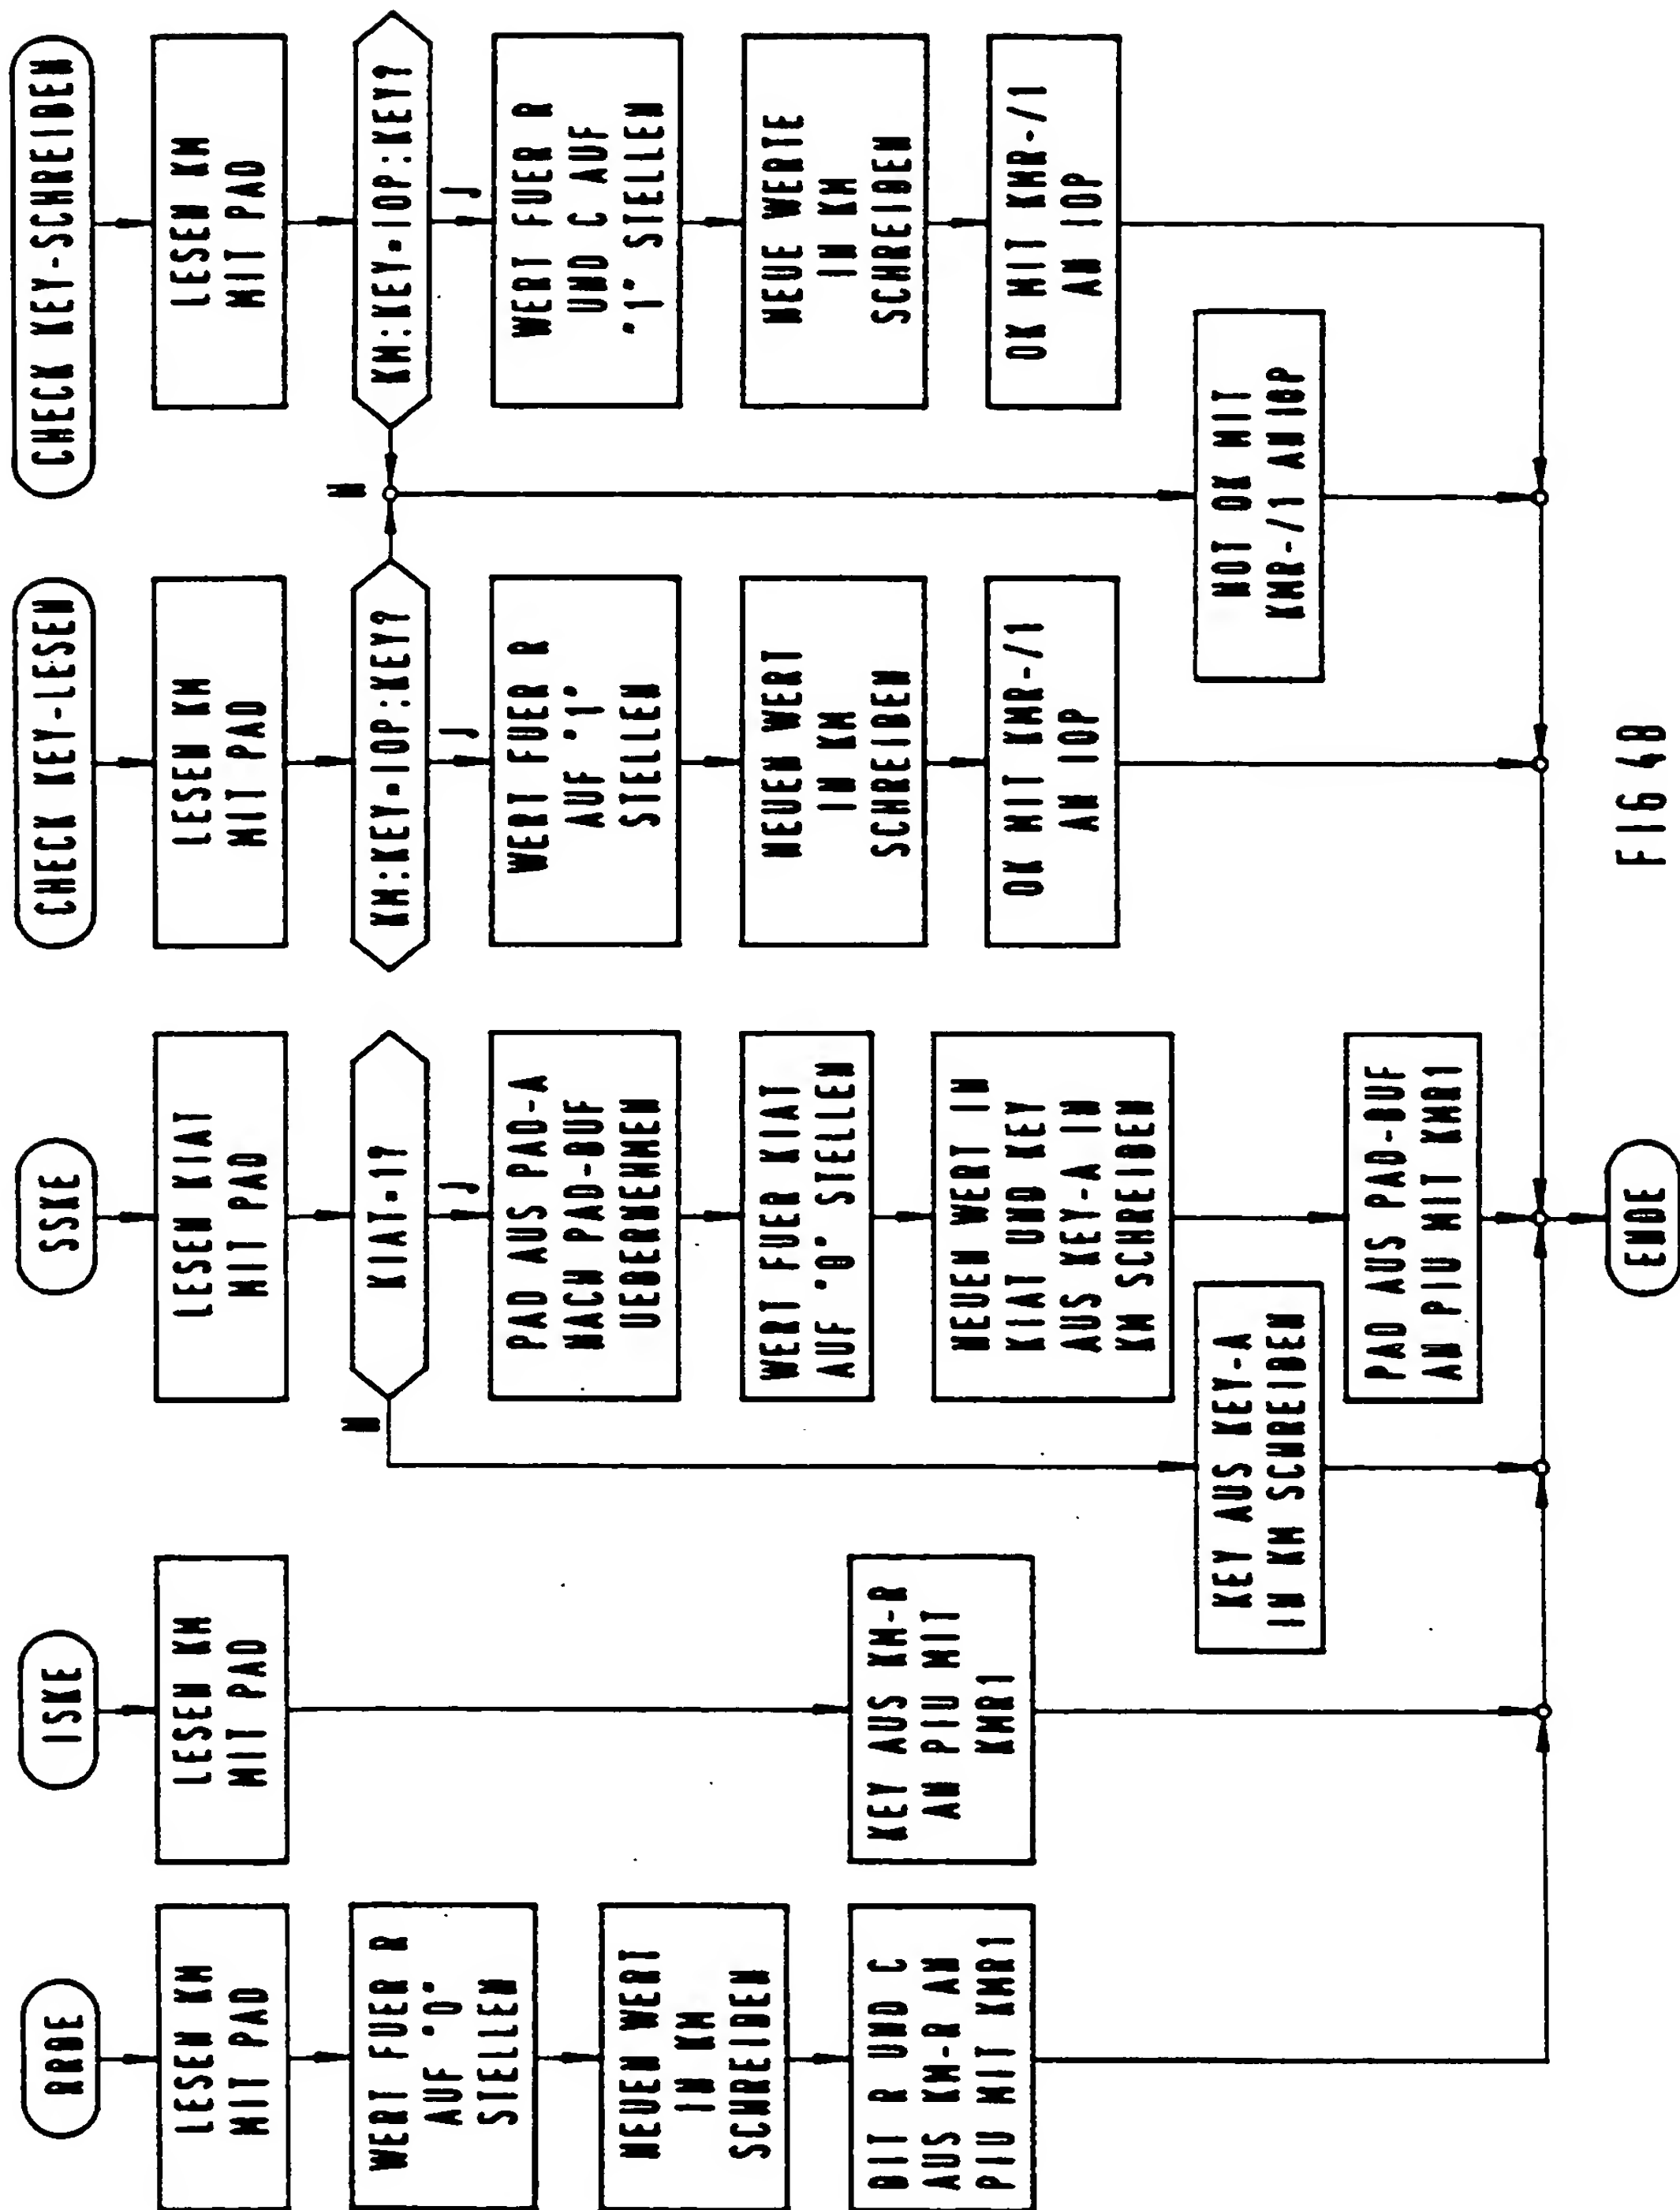 RRBE
LESEN KM
MIT PAD
WERT FUER R
AUF "0"
STELLEN
NEUEN WERT
IN KM
SCHREIBEN
BIT R UND C
AUS KM-R AN
PIU MIT KMR1
ISKE
LESEN KM
MIT PAD
KEY AUS KM-R
AN PIU MIT
KMR1
SSKE
LESEN KIAT
MIT PAD
KIAT=1?
N
J
PAD AUS PAD-A
NACH PAD-BUF
UEBERNEHMEN
WERT FUER KIAT
AUF "0" STELLEN
NEUEN WERT IN
KIAT UND KEY
AUS KEY-A IN
KM SCHREIBEN
KEY AUS KEY-A
IN KM SCHREIBEN
PAD AUS PAD-BUF
AN PIU MIT KMR1
CHECK KEY-LESEN
LESEN KM
MIT PAD
KM:KEY=IOP:KEY?
J
WERT FUER R
AUF "1"
STELLEN
NEUEN WERT
IN KM
SCHREIBEN
OK MIT KMR-/1
AN IOP
CHECK KEY-SCHREIBEN
LESEN KM
MIT PAD
KM:KEY=IOP:KEY?
N
J
WERT FUER R
UND C AUF
"1" STELLEN
NEUE WERTE
IN KM
SCHREIBEN
OK MIT KMR-/1
AN IOP
NOT OK MIT
KMR-/1 AN IOP
ENDE
FIG 4B